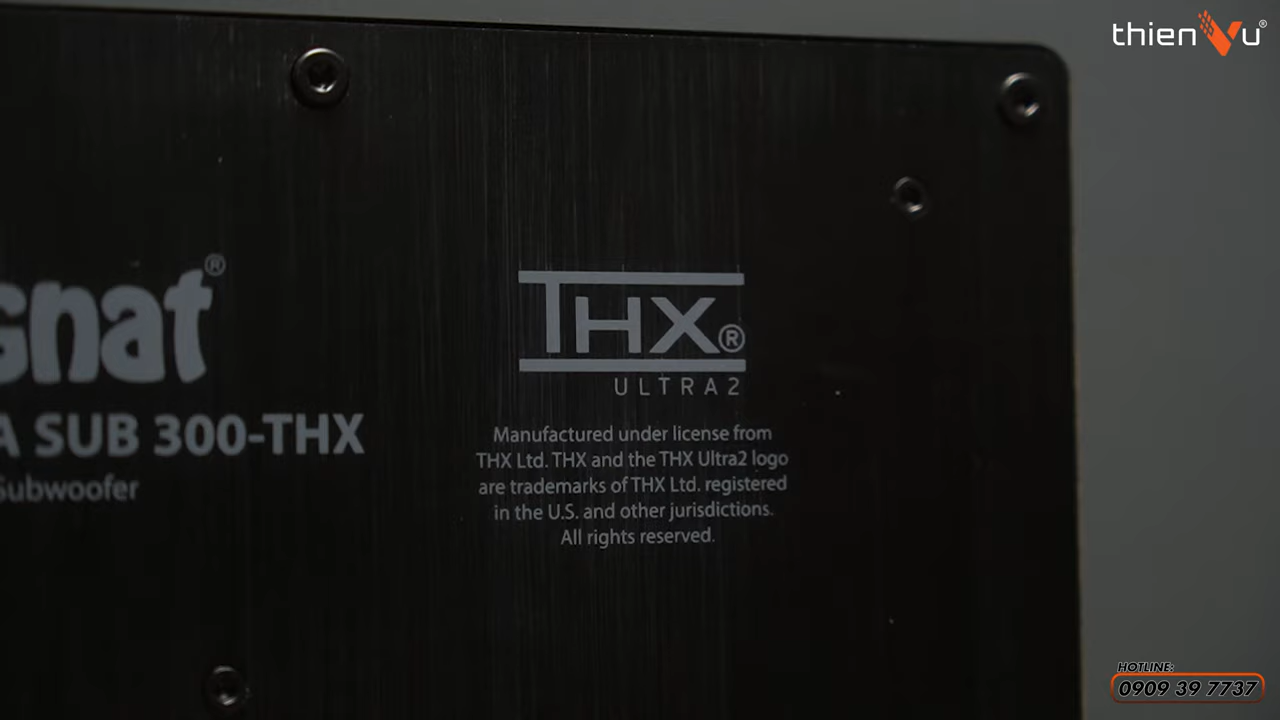 thienVu®
gnat®
A SUB 300-THX
Subwoofer
THX®
ULTRA2
Manufactured under license from
THX Ltd. THX and the THX Ultra2 logo
are trademarks of THX Ltd. registered
in the U.S. and other jurisdictions.
All rights reserved.
HOTLINE:
0909 39 7737